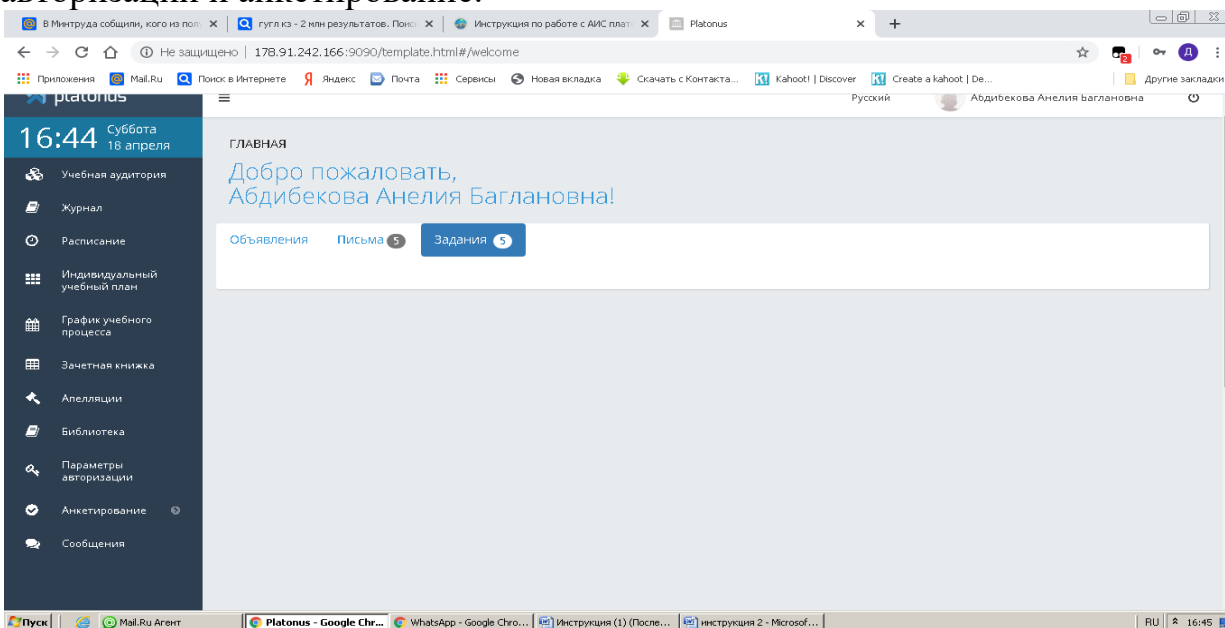 авторизации и анкетирование.
В Минтруда собщили, кого из пол
гугл кз - 2 млн результатов. Поис
Инструкция по работе с АИС плат
Platonus
Не защищено | 178.91.242.166:9090/template.html#/welcome
Приложения
Mail.Ru
Поиск в Интернете
Яндекс
Почта
Сервисы
Новая вкладка
Скачать с Контакта...
Kahoot! | Discover
Create a kahoot | De...
Другие закладки
platonus
Русский
Абдибекова Анелия Баглановна
16:44
Суббота
18 апреля
Учебная аудитория
Журнал
Расписание
Индивидуальный
учебный план
График учебного
процесса
Зачетная книжка
Апелляции
Библиотека
Параметры
авторизации
Анкетирование
Сообщения
ГЛАВНАЯ
Добро пожаловать,
Абдибекова Анелия Баглановна!
Объявления
Письма 5
Задания 5
Пуск
Mail.Ru Агент
Platonus - Google Chr...
WhatsApp - Google Chro...
Инструкция (1) (После...
инструкция 2 - Microsof...
RU
16:45